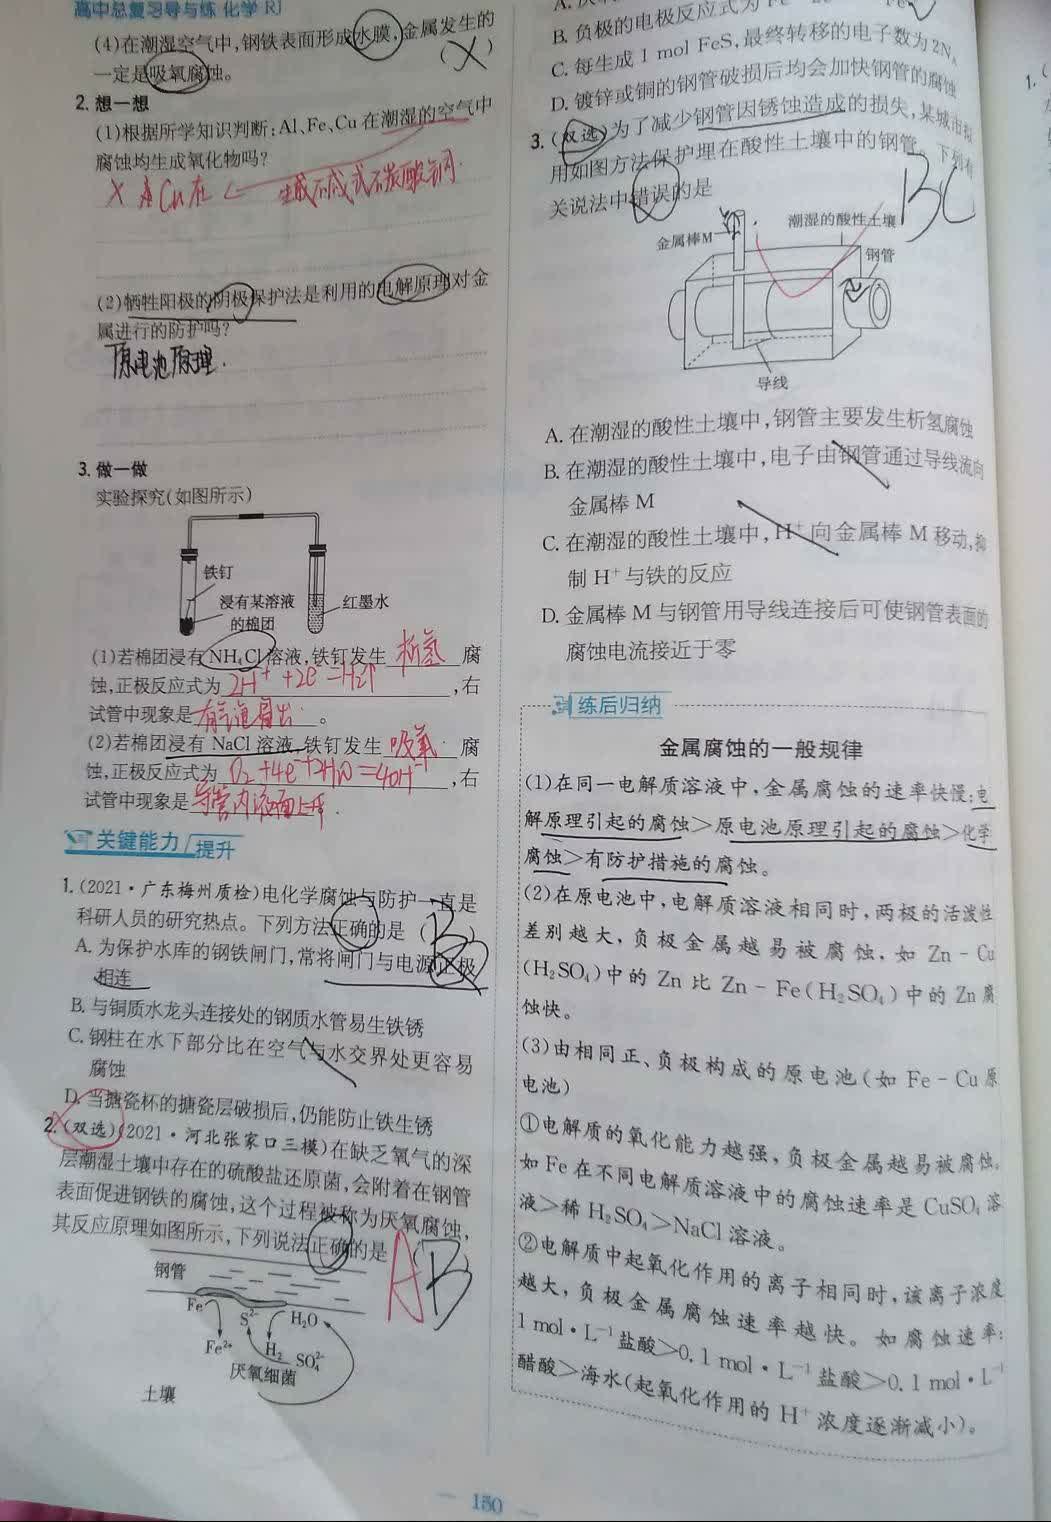 高中总复习导与练 化学 RJ
(4)在潮湿空气中,钢铁表面形成水膜,金属发生的
一定是吸氧腐蚀。
(X)
2. 想一想
(1)根据所学知识判断:Al、Fe、Cu 在潮湿的空气中
腐蚀均生成氧化物吗?
X Cu在
生成碱式碳酸铜.
(2)牺牲阳极的阴极保护法是利用的电解原理对金
属进行的防护吗?
原电池原理.
3. 做一做
实验探究(如图所示)
铁钉
浸有某溶液
的棉团
红墨水
(1)若棉团浸有 NH₄Cl 溶液,铁钉发生 析氢 腐
蚀,正极反应式为 2H⁺+2e⁻=H₂↑ ,右
试管中现象是 有气泡冒出 。
(2)若棉团浸有 NaCl 溶液,铁钉发生 吸氧 腐
蚀,正极反应式为 O₂+4e⁻+2H₂O=4OH⁻ ,右
试管中现象是 导管内液面上升 .
关键能力 提升
1. (2021·广东梅州质检)电化学腐蚀与防护一直是
科研人员的研究热点。下列方法正确的是 ( B )
A. 为保护水库的钢铁闸门,常将闸门与电源正极
相连
B. 与铜质水龙头连接处的钢质水管易生铁锈
C. 钢柱在水下部分比在空气与水交界处更容易
腐蚀
D. 当搪瓷杯的搪瓷层破损后,仍能防止铁生锈
2. (双选)(2021·河北张家口三模)在缺乏氧气的深
层潮湿土壤中存在的硫酸盐还原菌,会附着在钢管
表面促进钢铁的腐蚀,这个过程被称为厌氧腐蚀,
其反应原理如图所示,下列说法正确的是
AB
钢管
Fe
S²⁻
H₂O
Fe²⁺
H₂
SO₄²⁻
厌氧细菌
土壤
B. 负极的电极反应式为
C. 每生成 1 mol FeS,最终转移的电子数为 2Nₐ
D. 镀锌或铜的钢管破损后均会加快钢管的腐蚀
3. (双选)为了减少钢管因锈蚀造成的损失,某城市
用如图方法保护埋在酸性土壤中的钢管。下列有
关说法中错误的是
BC
金属棒M
潮湿的酸性土壤
钢管
导线
A. 在潮湿的酸性土壤中,钢管主要发生析氢腐蚀
B. 在潮湿的酸性土壤中,电子由钢管通过导线流向
金属棒 M
C. 在潮湿的酸性土壤中,H⁺向金属棒 M 移动,抑
制 H⁺与铁的反应
D. 金属棒 M 与钢管用导线连接后可使钢管表面的
腐蚀电流接近于零
练后归纳
金属腐蚀的一般规律
(1)在同一电解质溶液中,金属腐蚀的速率快慢:电
解原理引起的腐蚀>原电池原理引起的腐蚀>化学
腐蚀>有防护措施的腐蚀。
(2)在原电池中,电解质溶液相同时,两极的活泼性
差别越大,负极金属越易被腐蚀,如 Zn-Cu
(H₂SO₄)中的 Zn 比 Zn-Fe(H₂SO₄)中的 Zn 腐
蚀快。
(3)由相同正、负极构成的原电池(如 Fe-Cu 原
电池)
①电解质的氧化能力越强,负极金属越易被腐蚀。
如 Fe 在不同电解质溶液中的腐蚀速率是 CuSO₄ 溶
液>稀 H₂SO₄>NaCl 溶液。
②电解质中起氧化作用的离子相同时,该离子浓度
越大,负极金属腐蚀速率越快。如腐蚀速率:
1 mol·L⁻¹盐酸>0.1 mol·L⁻¹盐酸>0.1 mol·L⁻¹
醋酸>海水(起氧化作用的 H⁺浓度逐渐减小)。
150